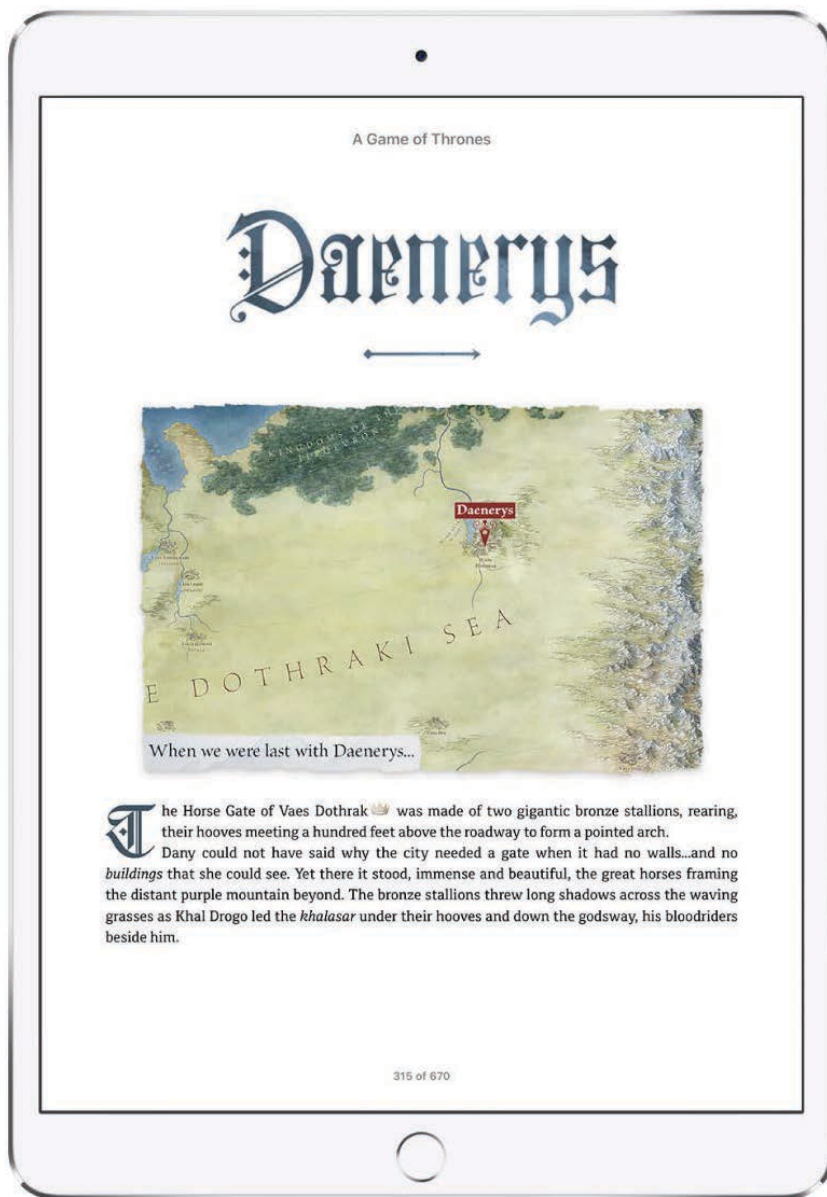 A Game of Thrones
Daenerys
KINGDOMS OF THE
IFEQEVRON
Daenerys
E DOTHRAKI SEA
When we were last with Daenerys...
The Horse Gate of Vaes Dothrak was made of two gigantic bronze stallions, rearing,
their hooves meeting a hundred feet above the roadway to form a pointed arch.
Dany could not have said why the city needed a gate when it had no walls...and no
buildings that she could see. Yet there it stood, immense and beautiful, the great horses framing
the distant purple mountain beyond. The bronze stallions threw long shadows across the waving
grasses as Khal Drogo led the khalasar under their hooves and down the godsway, his bloodriders
beside him.
315 of 670